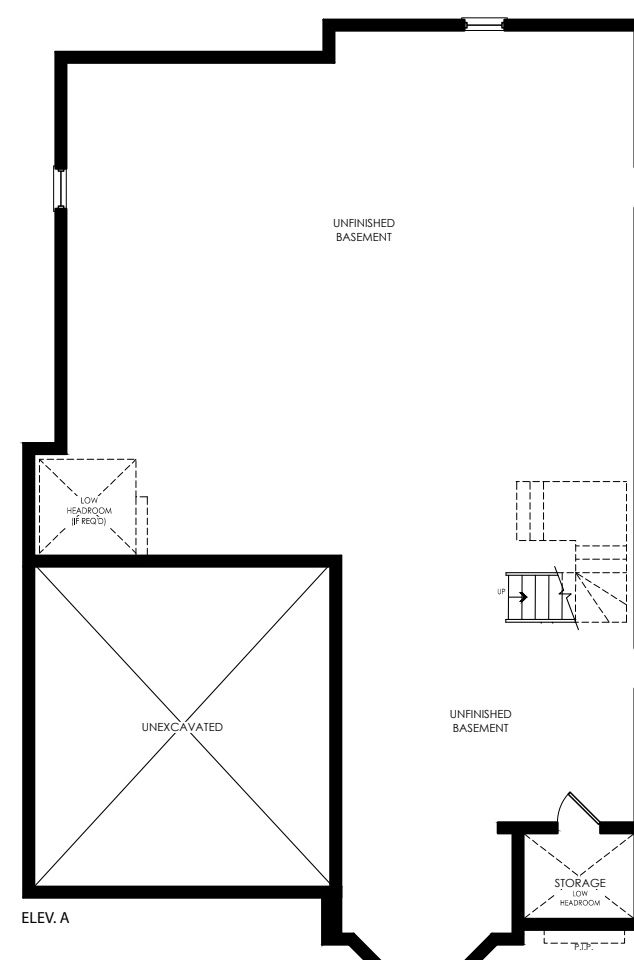 UNFINISHED
BASEMENT
LOW
HEADROOM
(IF REQ'D)
UP
UNFINISHED
BASEMENT
UNEXCAVATED
STORAGE
LOW
HEADROOM
ELEV. A
P.I.P.